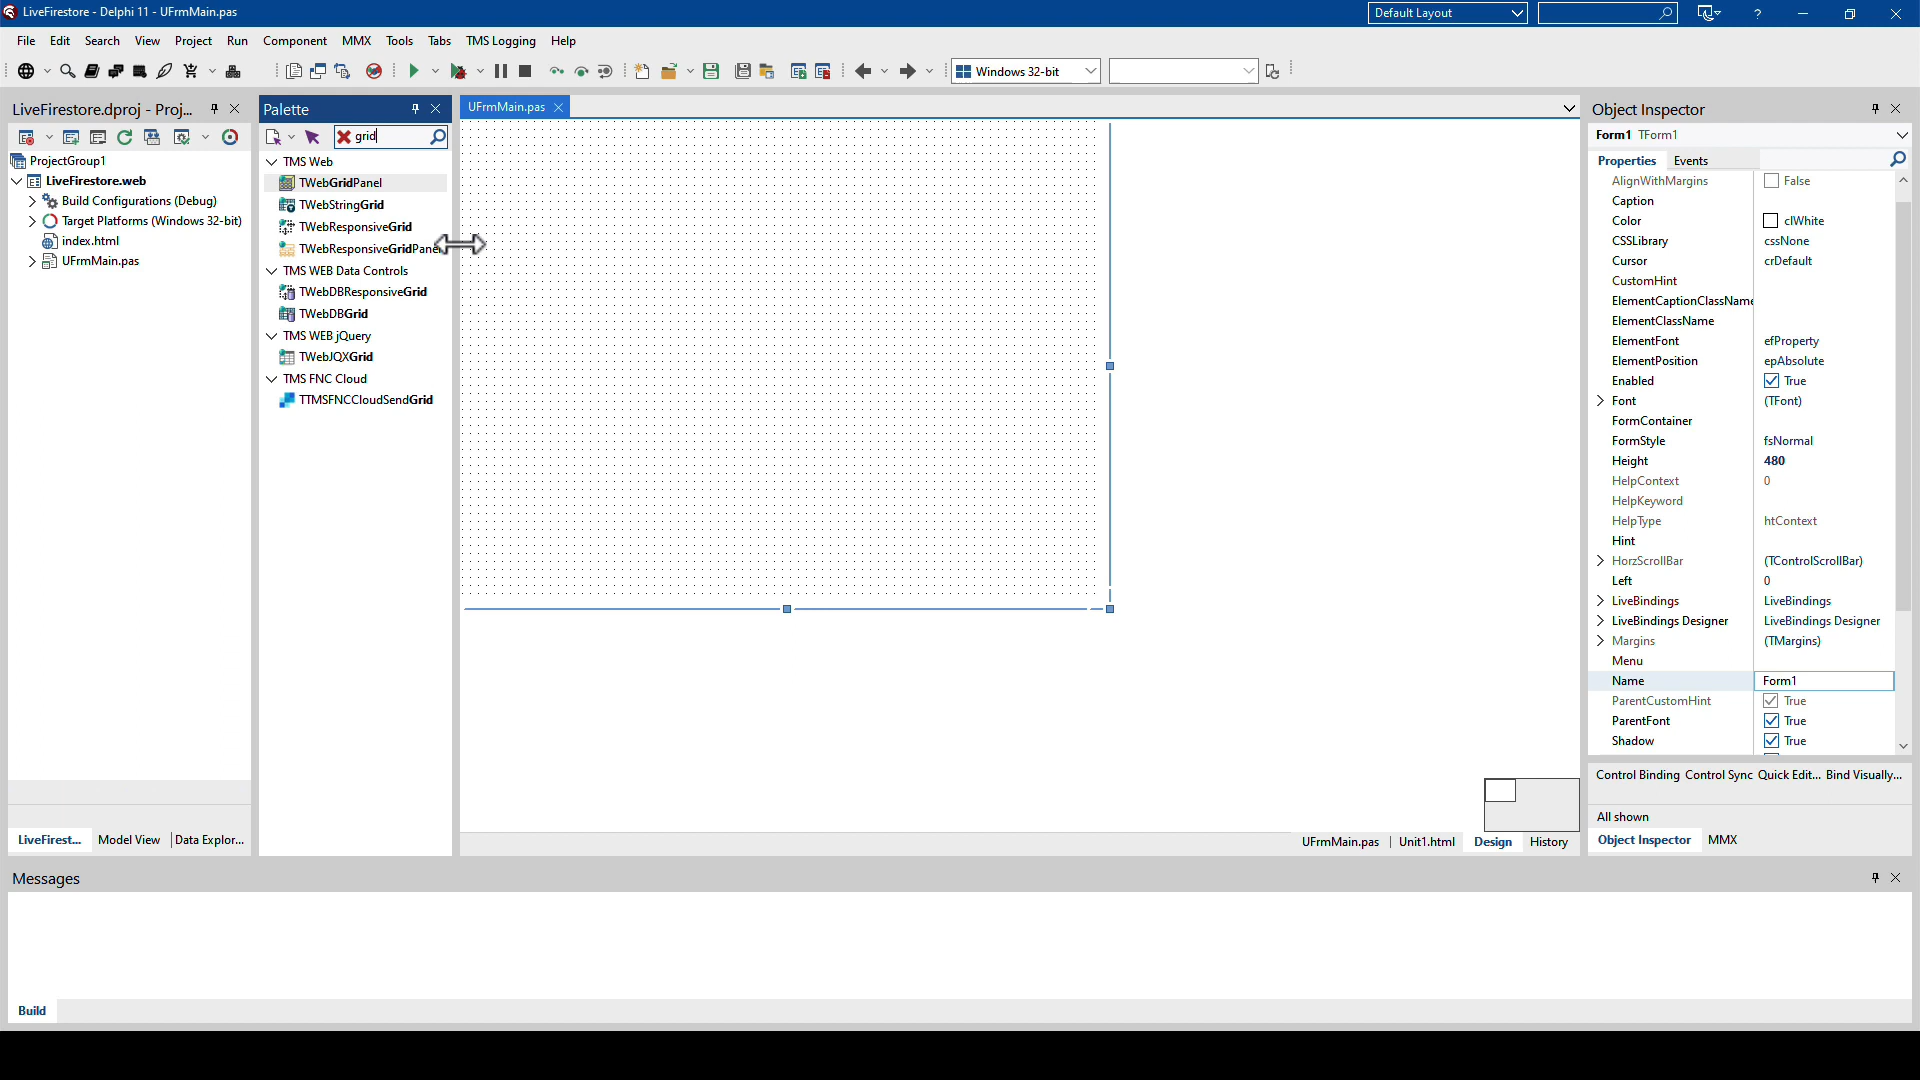 LiveFirestore - Delphi 11 - UFrmMain.pas
Default Layout
?
File Edit Search View Project Run Component MMX Tools Tabs TMS Logging Help
Windows 32-bit
LiveFirestore.dproj - Proj...
ProjectGroup1
LiveFirestore.web
Build Configurations (Debug)
Target Platforms (Windows 32-bit)
index.html
UFrmMain.pas
LiveFirest... Model View Data Explor...
Palette
grid
TMS Web
TWebGridPanel
TWebStringGrid
TWebResponsiveGrid
TWebResponsiveGridPanel
TMS WEB Data Controls
TWebDBResponsiveGrid
TWebDBGrid
TMS WEB jQuery
TWebJQXGrid
TMS FNC Cloud
TTMSFNCCloudSendGrid
UFrmMain.pas
UFrmMain.pas Unit1.html Design History
Object Inspector
Form1 TForm1
Properties Events
AlignWithMargins False
Caption
Color clWhite
CSSLibrary cssNone
Cursor crDefault
CustomHint
ElementCaptionClassName
ElementClassName
ElementFont efProperty
ElementPosition epAbsolute
Enabled True
Font (TFont)
FormContainer
FormStyle fsNormal
Height 480
HelpContext 0
HelpKeyword
HelpType htContext
Hint
HorzScrollBar (TControlScrollBar)
Left 0
LiveBindings LiveBindings
LiveBindings Designer LiveBindings Designer
Margins (TMargins)
Menu
Name Form1
ParentCustomHint True
ParentFont True
Shadow True
Control Binding Control Sync Quick Edit... Bind Visually...
All shown
Object Inspector MMX
Messages
Build